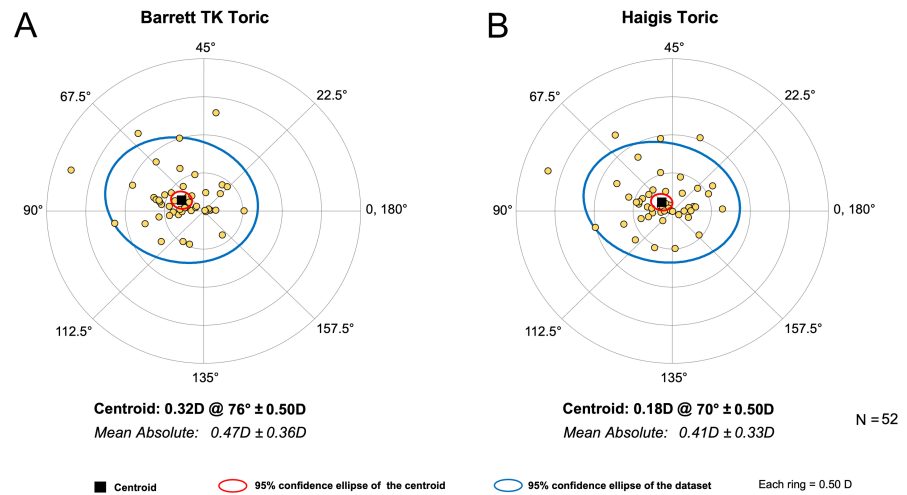 A
Barrett TK Toric
45°
67.5°
22.5°
90°
0, 180°
112.5°
157.5°
135°
Centroid: 0.32D @ 76° ± 0.50D
Mean Absolute: 0.47D ± 0.36D
B
Haigis Toric
45°
67.5°
22.5°
90°
0, 180°
112.5°
157.5°
135°
Centroid: 0.18D @ 70° ± 0.50D
Mean Absolute: 0.41D ± 0.33D
N = 52
Centroid
95% confidence ellipse of the centroid
95% confidence ellipse of the dataset
Each ring = 0.50 D